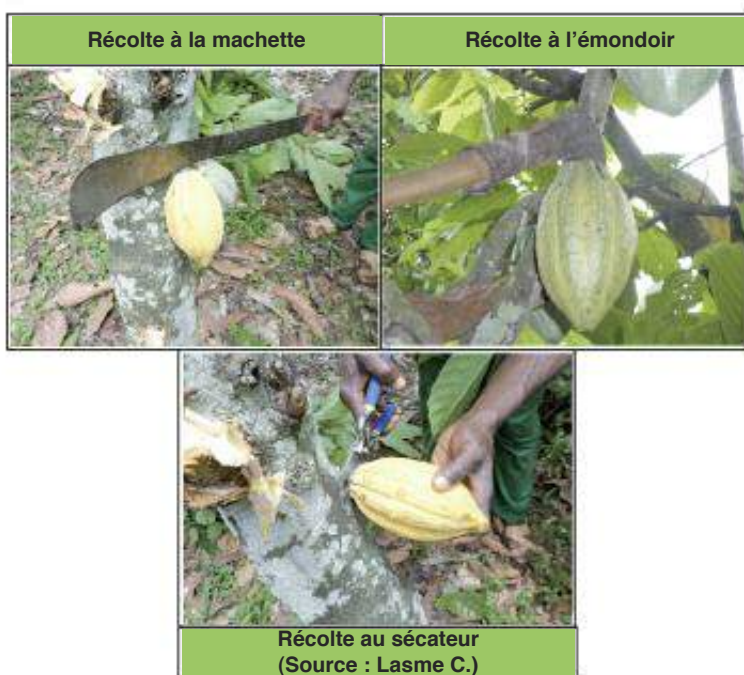 Récolte à la machette
Récolte à l’émondoir
Récolte au sécateur
(Source : Lasme C.)